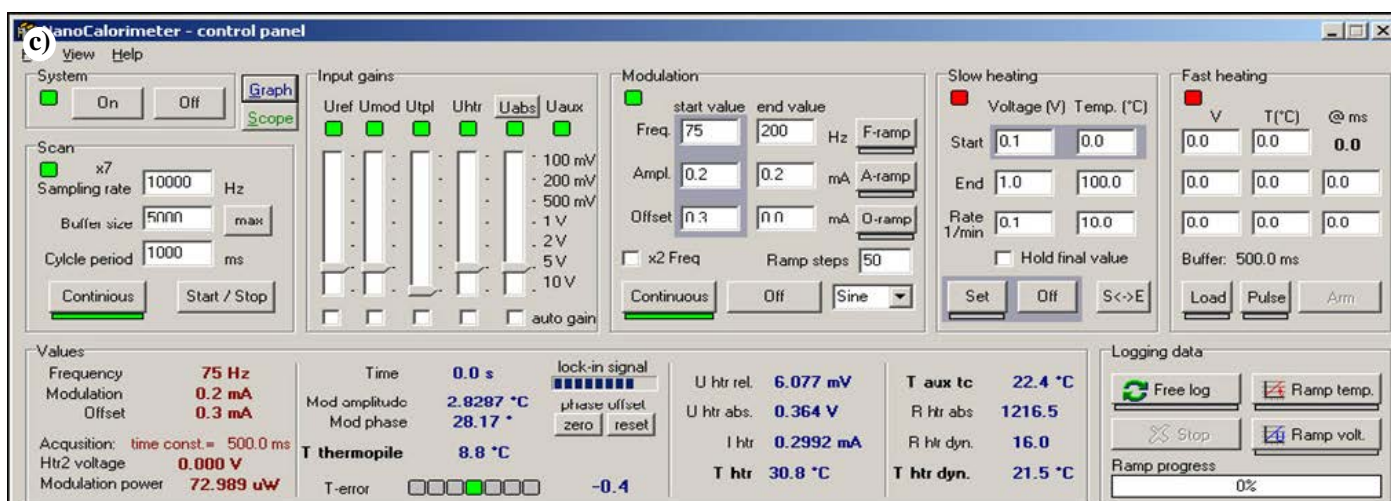 c)
NanoCalorimeter - control panel
View Help
System
On Off
Graph
Scope
Scan
x7
Sampling rate 10000 Hz
Buffer size 5000 max
Cylcle period 1000 ms
Continious Start / Stop
Input gains
Uref Umod Utpl Uhtr Uabs Uaux
100 mV
200 mV
500 mV
1 V
2 V
5 V
10 V
auto gain
Modulation
start value end value
Freq. 75 200 Hz F-ramp
Ampl. 0.2 0.2 mA A-ramp
Offset 0.3 0.0 mA O-ramp
x2 Freq Ramp steps 50
Continuous Off Sine
Slow heating
Voltage (V) Temp. (°C)
Start 0.1 0.0
End 1.0 100.0
Rate 1/min 0.1 10.0
Hold final value
Set Off S<->E
Fast heating
V T(°C) @ ms
0.0 0.0 0.0
0.0 0.0 0.0
0.0 0.0 0.0
Buffer: 500.0 ms
Load Pulse Arm
Values
Frequency 75 Hz
Modulation 0.2 mA
Offset 0.3 mA
Acqusition: time const.= 500.0 ms
Htr2 voltage 0.000 V
Modulation power 72.989 uW
Time 0.0 s
Mod amplitude 2.8287 °C
Mod phase 28.17 °
T thermopile 8.8 °C
T-error -0.4
lock-in signal
phase offset
zero reset
U htr rel. 6.077 mV
U htr abs. 0.364 V
I htr 0.2992 mA
T htr 30.8 °C
T aux tc 22.4 °C
R htr abs 1216.5
R htr dyn. 16.0
T htr dyn. 21.5 °C
Logging data
Free log Ramp temp.
Stop Ramp volt.
Ramp progress
0%